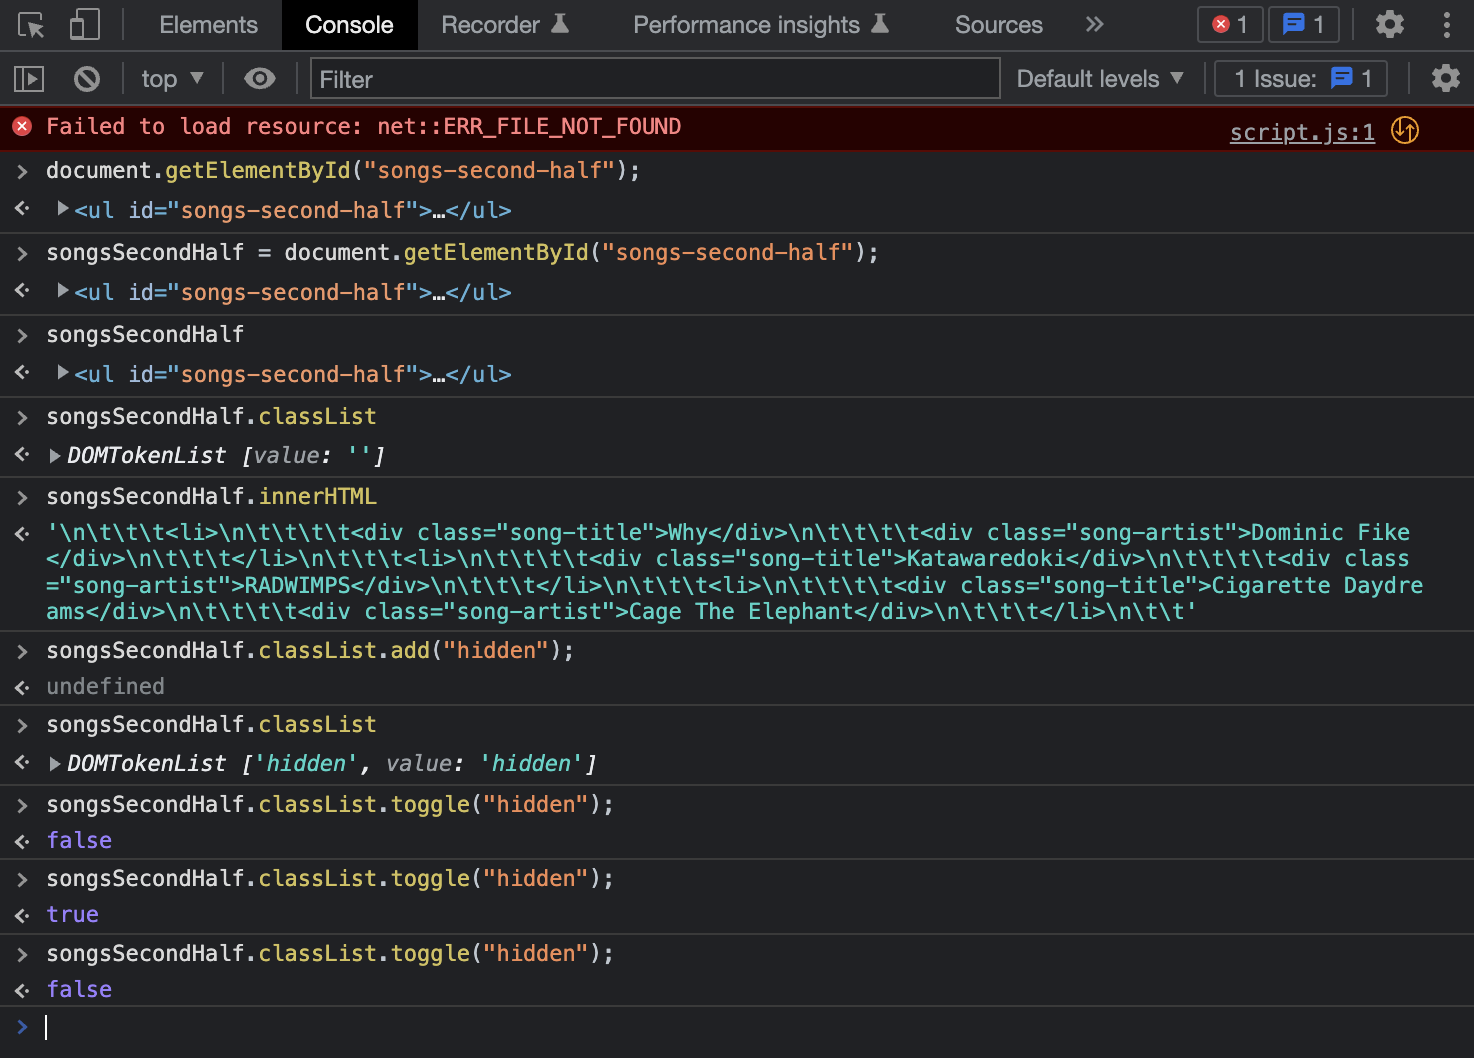 Elements Console Recorder Performance insights Sources 1 1
top Filter Default levels 1 Issue: 1
Failed to load resource: net::ERR_FILE_NOT_FOUND script.js:1
document.getElementById("songs-second-half");
<ul id="songs-second-half">…</ul>
songsSecondHalf = document.getElementById("songs-second-half");
<ul id="songs-second-half">…</ul>
songsSecondHalf
<ul id="songs-second-half">…</ul>
songsSecondHalf.classList
DOMTokenList [value: '']
songsSecondHalf.innerHTML
'\n\t\t\t<li>\n\t\t\t\t<div class="song-title">Why</div>\n\t\t\t\t<div class="song-artist">Dominic Fike
</div>\n\t\t\t</li>\n\t\t\t<li>\n\t\t\t\t<div class="song-title">Katawaredoki</div>\n\t\t\t\t<div class
="song-artist">RADWIMPS</div>\n\t\t\t</li>\n\t\t\t<li>\n\t\t\t\t<div class="song-title">Cigarette Daydre
ams</div>\n\t\t\t\t<div class="song-artist">Cage The Elephant</div>\n\t\t\t</li>\n\t\t'
songsSecondHalf.classList.add("hidden");
undefined
songsSecondHalf.classList
DOMTokenList ['hidden', value: 'hidden']
songsSecondHalf.classList.toggle("hidden");
false
songsSecondHalf.classList.toggle("hidden");
true
songsSecondHalf.classList.toggle("hidden");
false